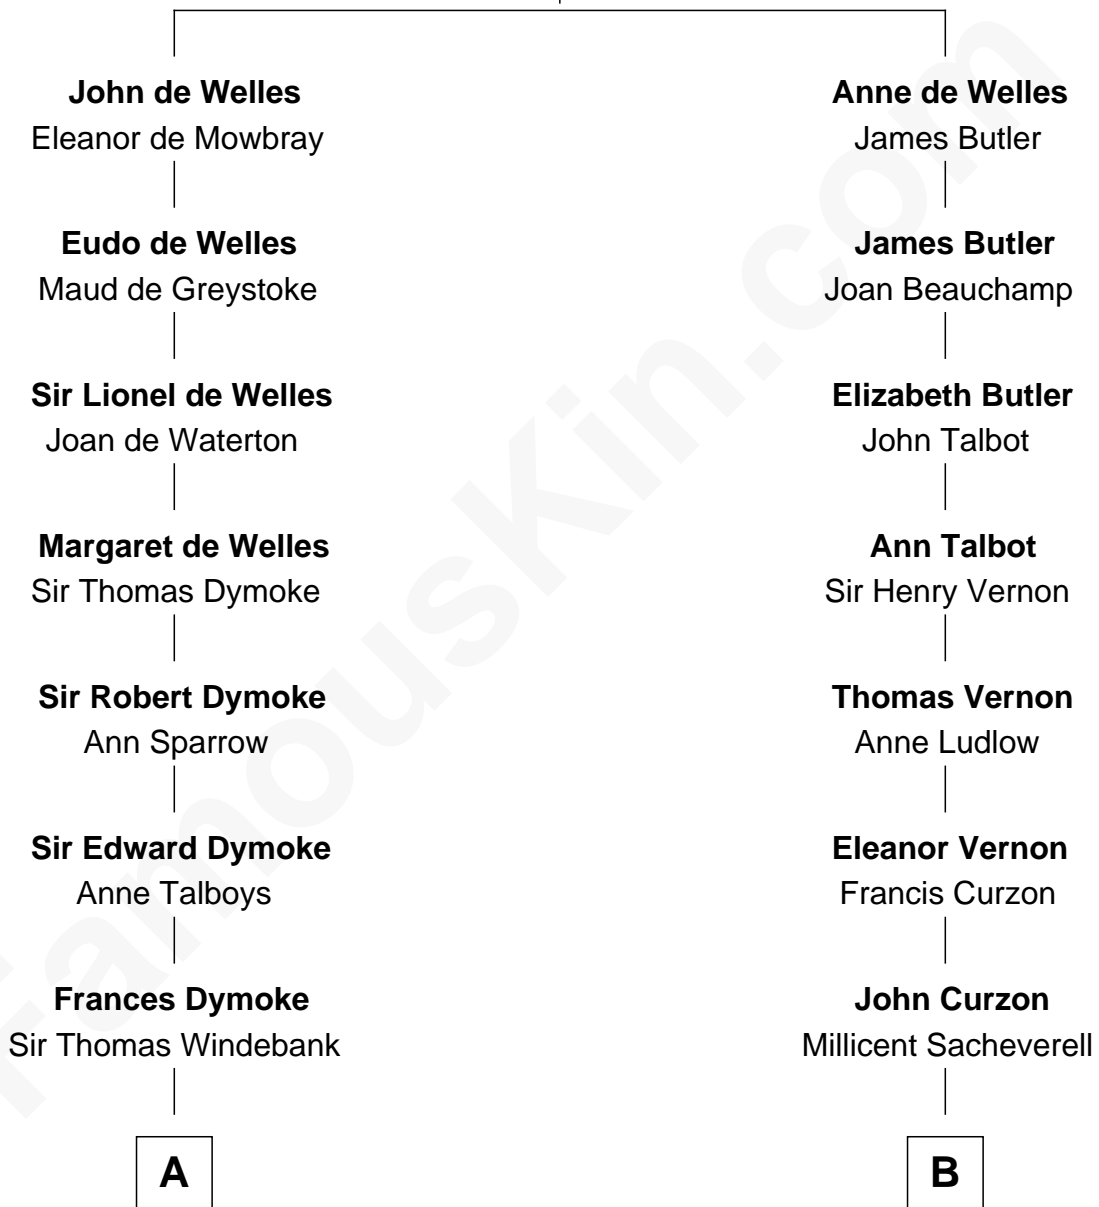 John de Welles
Eleanor de Mowbray
Eudo de Welles
Maud de Greystoke
Sir Lionel de Welles
Joan de Waterton
Margaret de Welles
Sir Thomas Dymoke
Sir Robert Dymoke
Ann Sparrow
Sir Edward Dymoke
Anne Talboys
Frances Dymoke
Sir Thomas Windebank
A
Anne de Welles
James Butler
James Butler
Joan Beauchamp
Elizabeth Butler
John Talbot
Ann Talbot
Sir Henry Vernon
Thomas Vernon
Anne Ludlow
Eleanor Vernon
Francis Curzon
John Curzon
Millicent Sacheverell
B
FamousKin.com